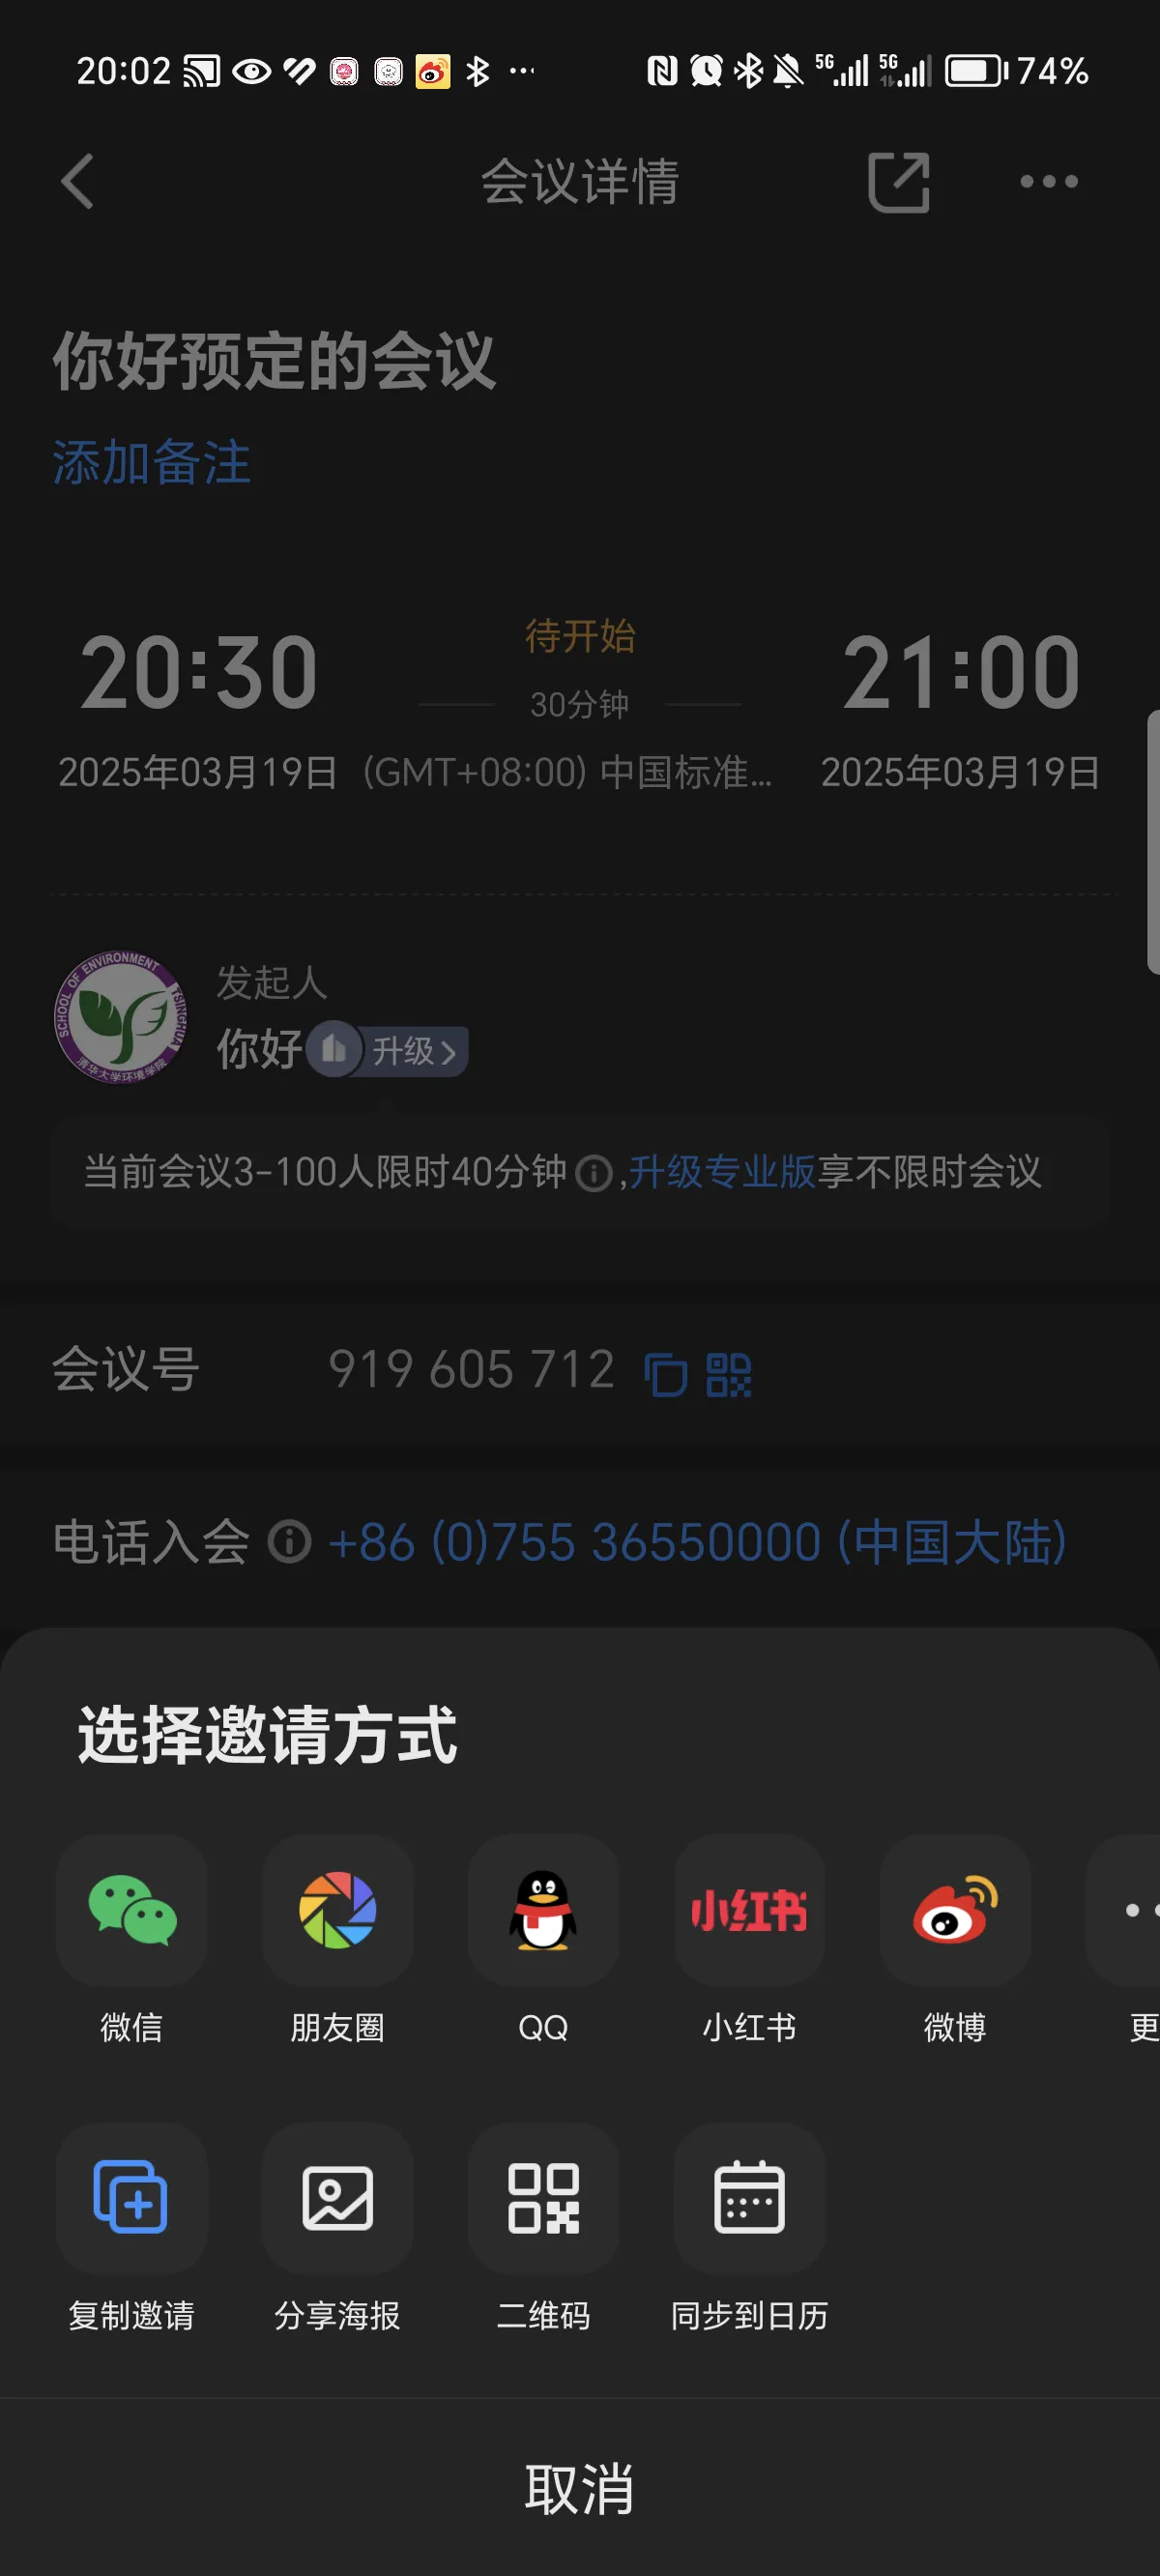 20:02 5G 5G 74%
会议详情
你好预定的会议
添加备注
待开始
20:30 30分钟 21:00
2025年03月19日 (GMT+08:00) 中国标准... 2025年03月19日
SCHOOL OF ENVIRONMENT TSINGHUA
清华大学环境学院
发起人
你好 升级
当前会议3-100人限时40分钟,升级专业版享不限时会议
会议号 919 605 712
电话入会 +86 (0)755 36550000 (中国大陆)
选择邀请方式
小红书
微信 朋友圈 QQ 小红书 微博 更
复制邀请 分享海报 二维码 同步到日历
取消